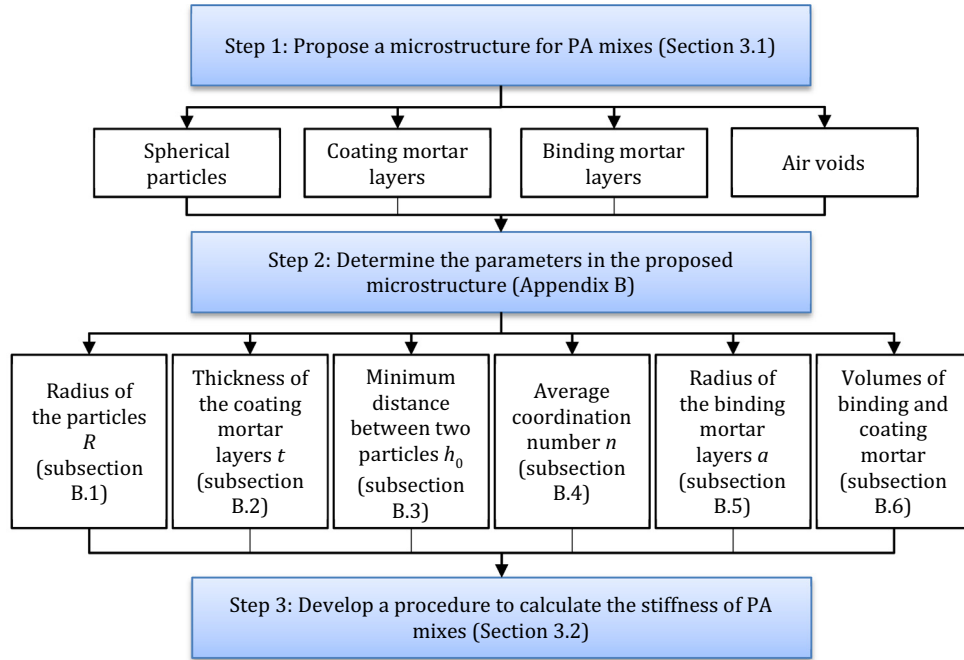 Step 1: Propose a microstructure for PA mixes (Section 3.1)
Spherical
particles
Coating mortar
layers
Binding mortar
layers
Air voids
Step 2: Determine the parameters in the proposed
microstructure (Appendix B)
Radius of
the particles
R
(subsection
B.1)
Thickness of
the coating
mortar
layers t
(subsection
B.2)
Minimum
distance
between two
particles h₀
(subsection
B.3)
Average
coordination
number n
(subsection
B.4)
Radius of
the binding
mortar
layers a
(subsection
B.5)
Volumes of
binding and
coating
mortar
(subsection
B.6)
Step 3: Develop a procedure to calculate the stiffness of PA
mixes (Section 3.2)